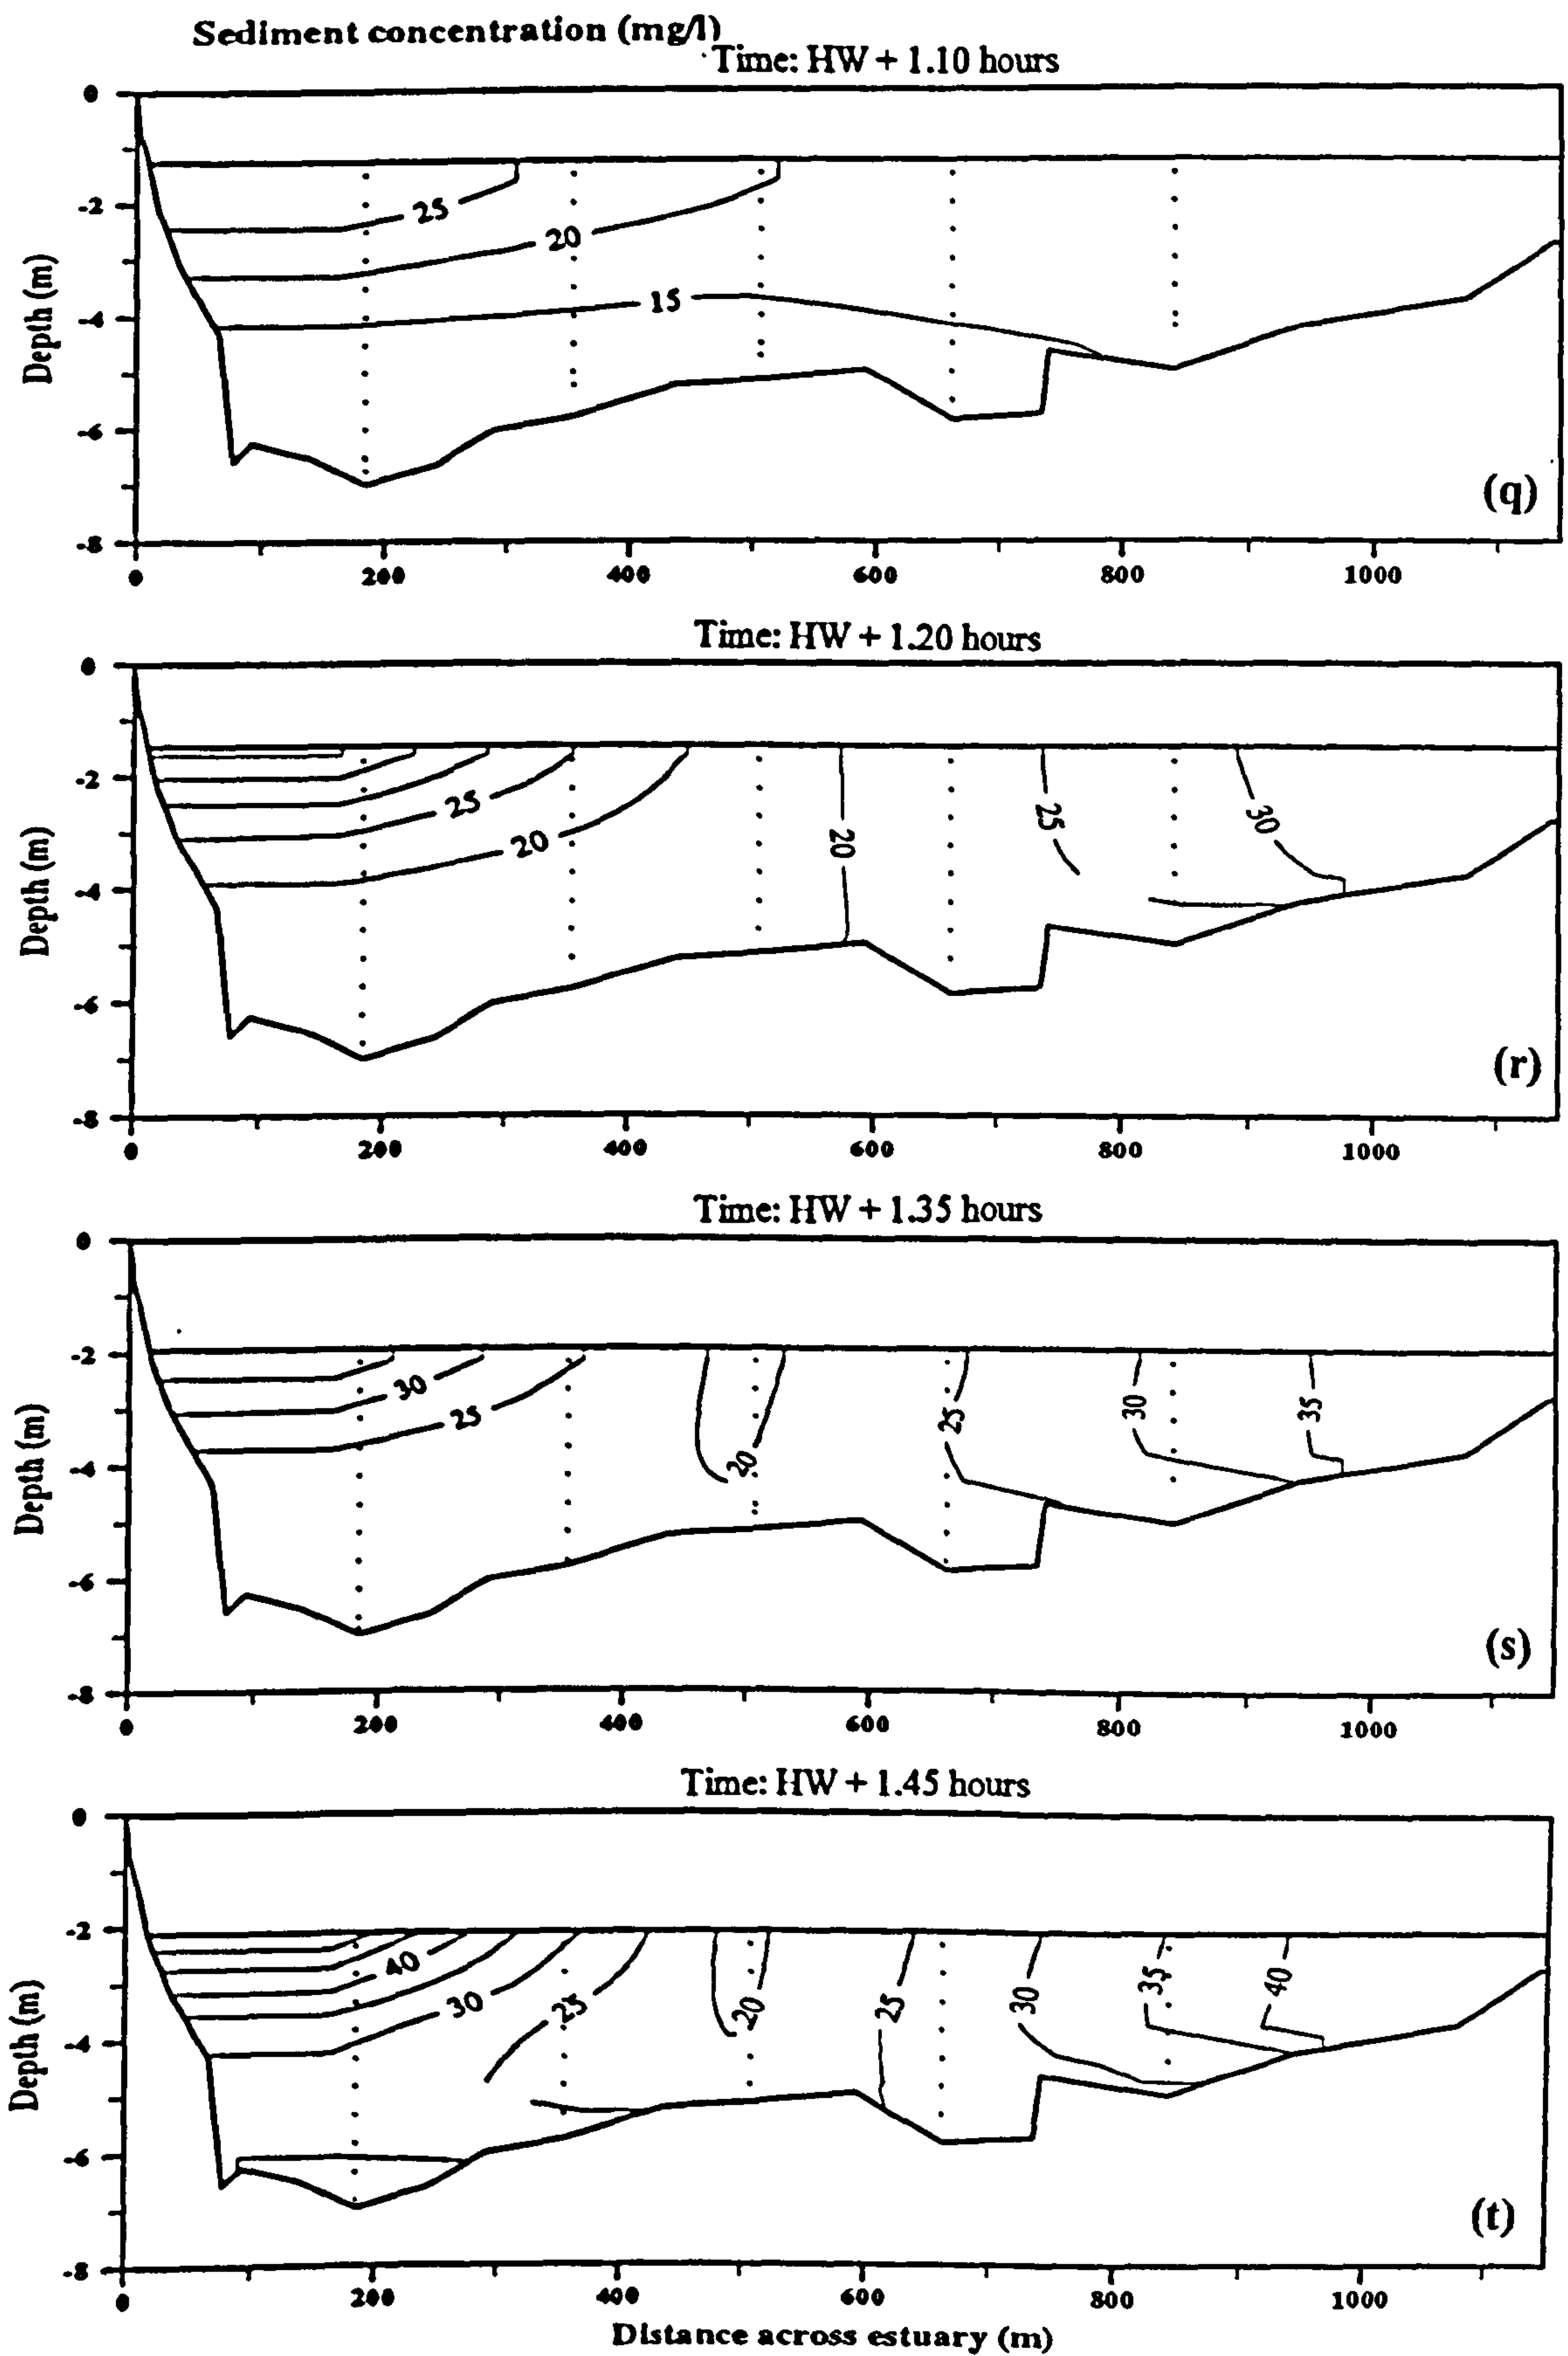 Sediment concentration (mg/l)
Time: HW + 1.10 hours
0
-2
-4
-6
-8
Depth (m)
25
20
15
(q)
0 200 400 600 800 1000
Time: HW + 1.20 hours
0
-2
-4
-6
-8
Depth (m)
25
20
20
25
30
(r)
0 200 400 600 800 1000
Time: HW + 1.35 hours
0
-2
-4
-6
-8
Depth (m)
30
25
20
25
30
35
(s)
0 200 400 600 800 1000
Time: HW + 1.45 hours
0
-2
-4
-6
-8
Depth (m)
40
30
25
20
25
30
35
40
(t)
0 200 400 600 800 1000
Distance across estuary (m)